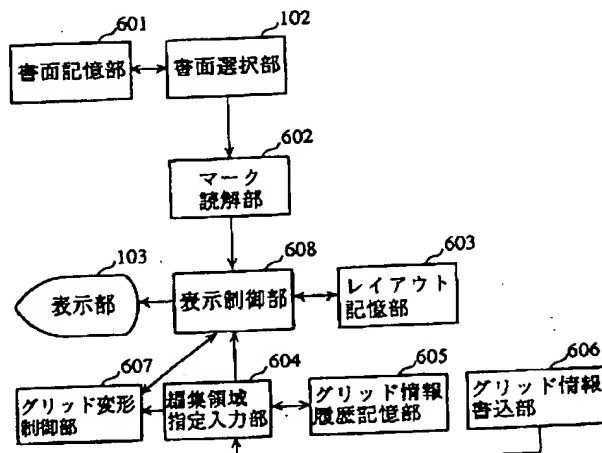 601
102
書面記憶部
書面選択部
602
マーク
読解部
608
603
103
表示部
表示制御部
レイアウト
記憶部
607
604
605
606
グリッド変形
制御部
編集領域
指定入力部
グリッド情報
履歴記憶部
グリッド情報
書込部